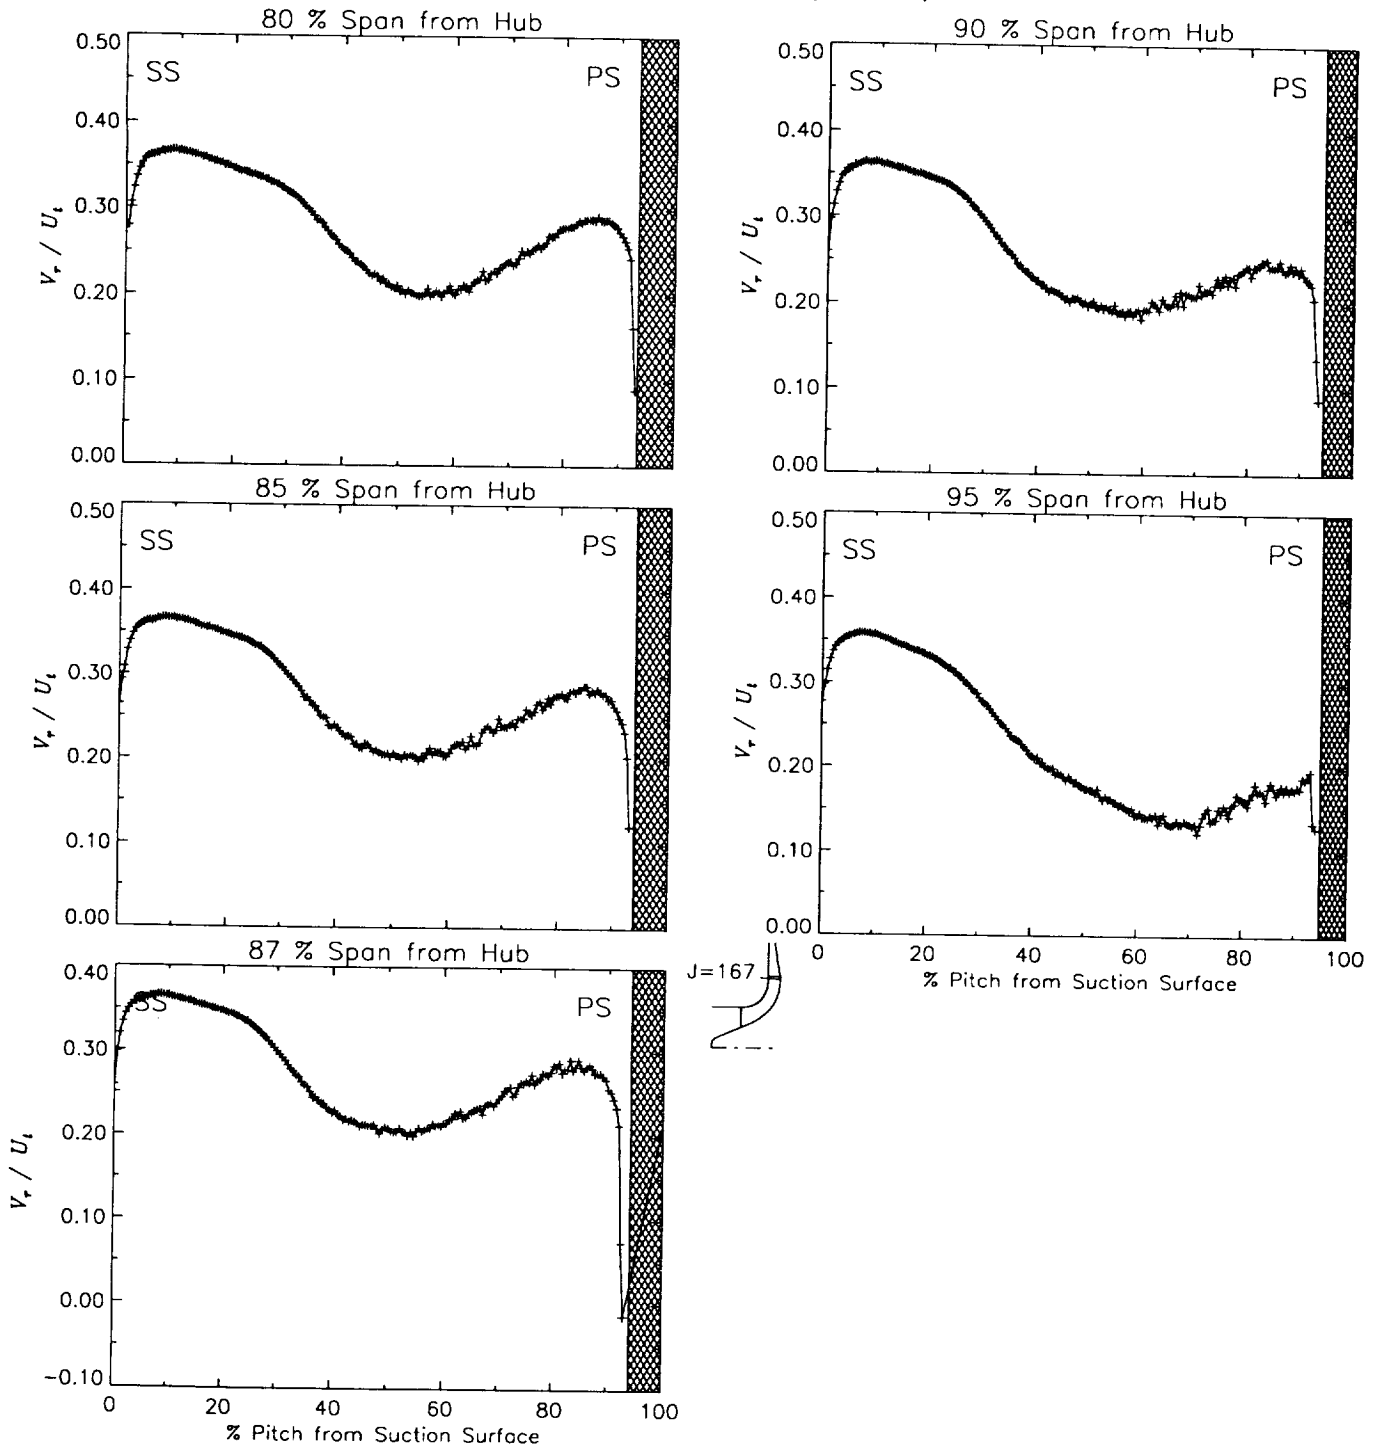 80 % Span from Hub
0.50
0.40
0.30
0.20
0.10
0.00
SS
PS
V_r / U_t
90 % Span from Hub
0.50
0.40
0.30
0.20
0.10
0.00
SS
PS
V_r / U_t
85 % Span from Hub
0.50
0.40
0.30
0.20
0.10
0.00
SS
PS
V_r / U_t
95 % Span from Hub
0.50
0.40
0.30
0.20
0.10
0.00
SS
PS
V_r / U_t
0 20 40 60 80 100
% Pitch from Suction Surface
87 % Span from Hub
0.40
0.30
0.20
0.10
0.00
-0.10
SS
PS
V_r / U_t
0 20 40 60 80 100
% Pitch from Suction Surface
J=167